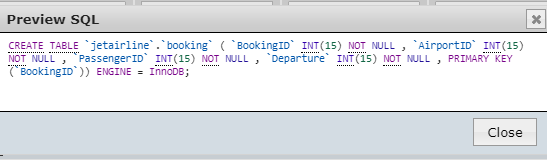 Preview SQL
CREATE TABLE `jetairline`.`booking` ( `BookingID` INT(15) NOT NULL , `AirportID` INT(15)
NOT NULL , `PassengerID` INT(15) NOT NULL , `Departure` INT(15) NOT NULL , PRIMARY KEY
(`BookingID`)) ENGINE = InnoDB;
Close